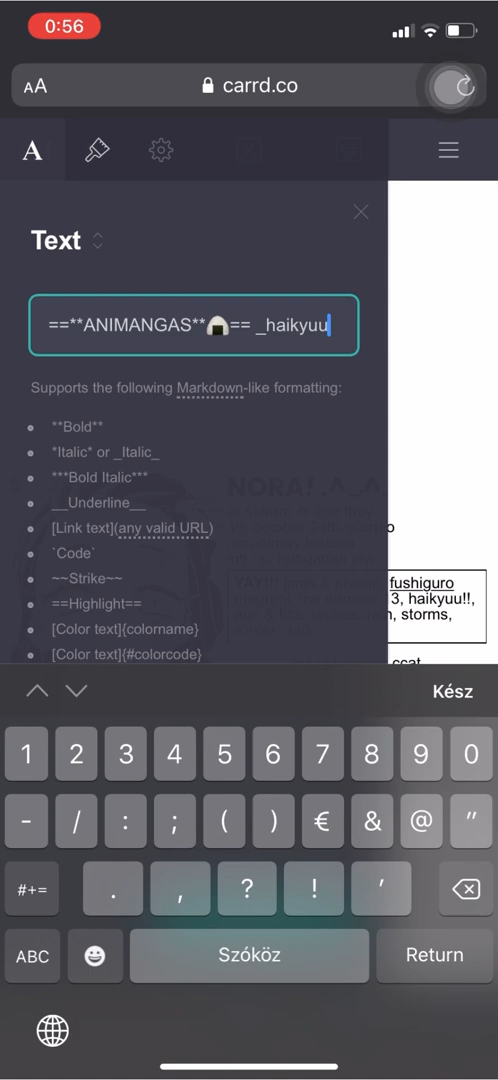 0:56
AA carrd.co
A
Text
==**ANIMANGAS**🍙== _haikyuu
Supports the following Markdown-like formatting:
**Bold**
*Italic* or _Italic_
***Bold Italic***
__Underline__
[Link text](any valid URL)
`Code`
~~Strike~~
==Highlight==
[Color text]{colorname}
[Color text]{#colorcode}
NORA! .^_^.
o
YAY!!!
fushiguro
3, haikyuu!!,
n, storms,
ccat
Kész
1 2 3 4 5 6 7 8 9 0
- / : ; ( ) € & @ "
#+= . , ? ! '
ABC Szóköz Return